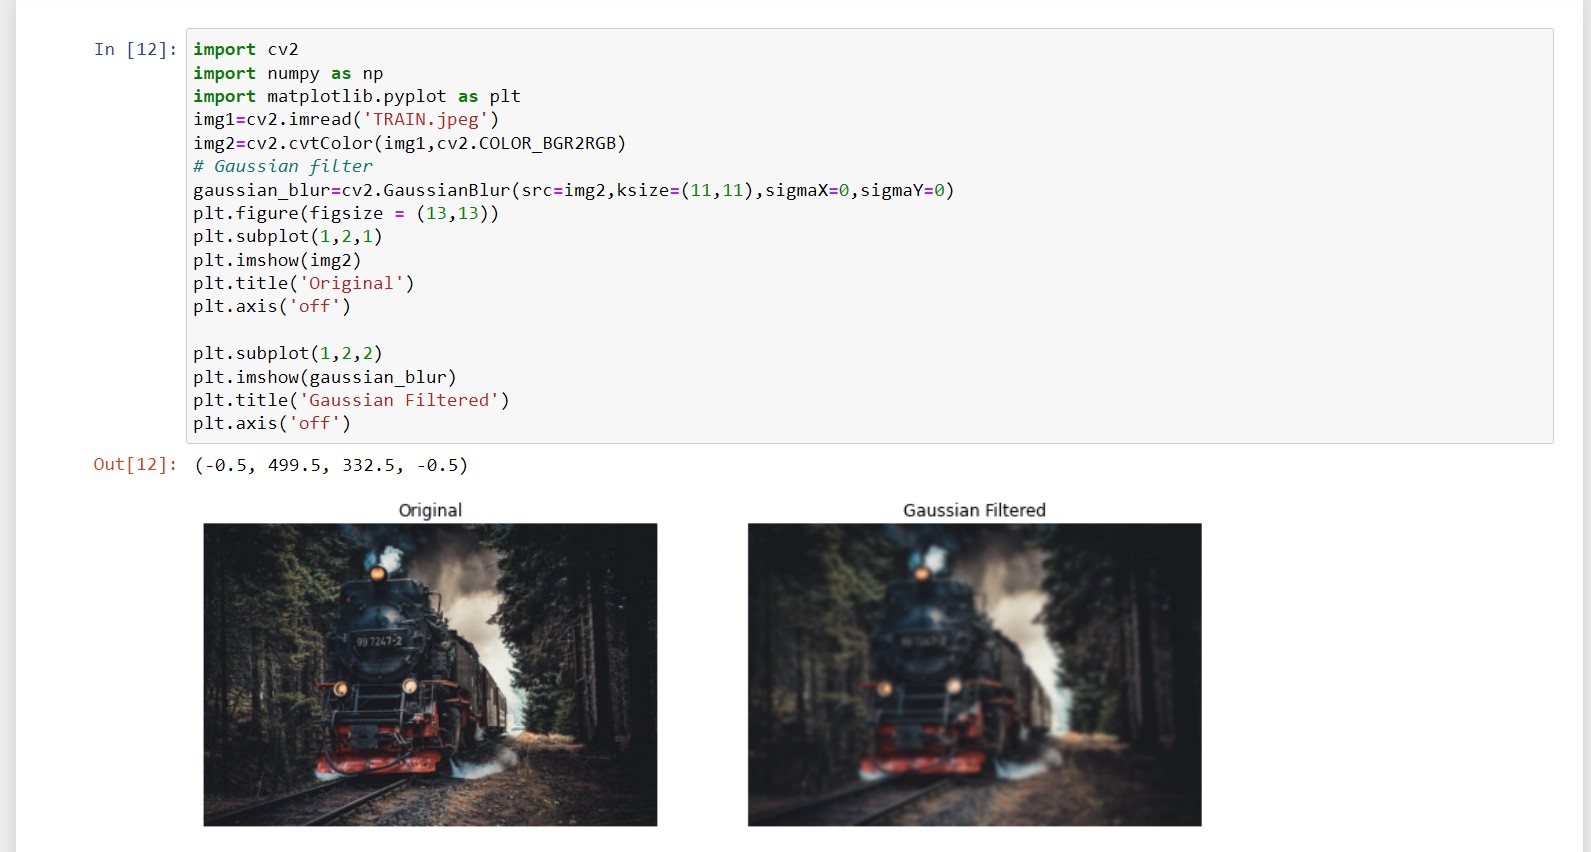 In [12]:
import cv2
import numpy as np
import matplotlib.pyplot as plt
img1=cv2.imread('TRAIN.jpeg')
img2=cv2.cvtColor(img1,cv2.COLOR_BGR2RGB)
# Gaussian filter
gaussian_blur=cv2.GaussianBlur(src=img2,ksize=(11,11),sigmaX=0,sigmaY=0)
plt.figure(figsize = (13,13))
plt.subplot(1,2,1)
plt.imshow(img2)
plt.title('Original')
plt.axis('off')
plt.subplot(1,2,2)
plt.imshow(gaussian_blur)
plt.title('Gaussian Filtered')
plt.axis('off')
Out[12]: (-0.5, 499.5, 332.5, -0.5)
Original
Gaussian Filtered
99 7247-2